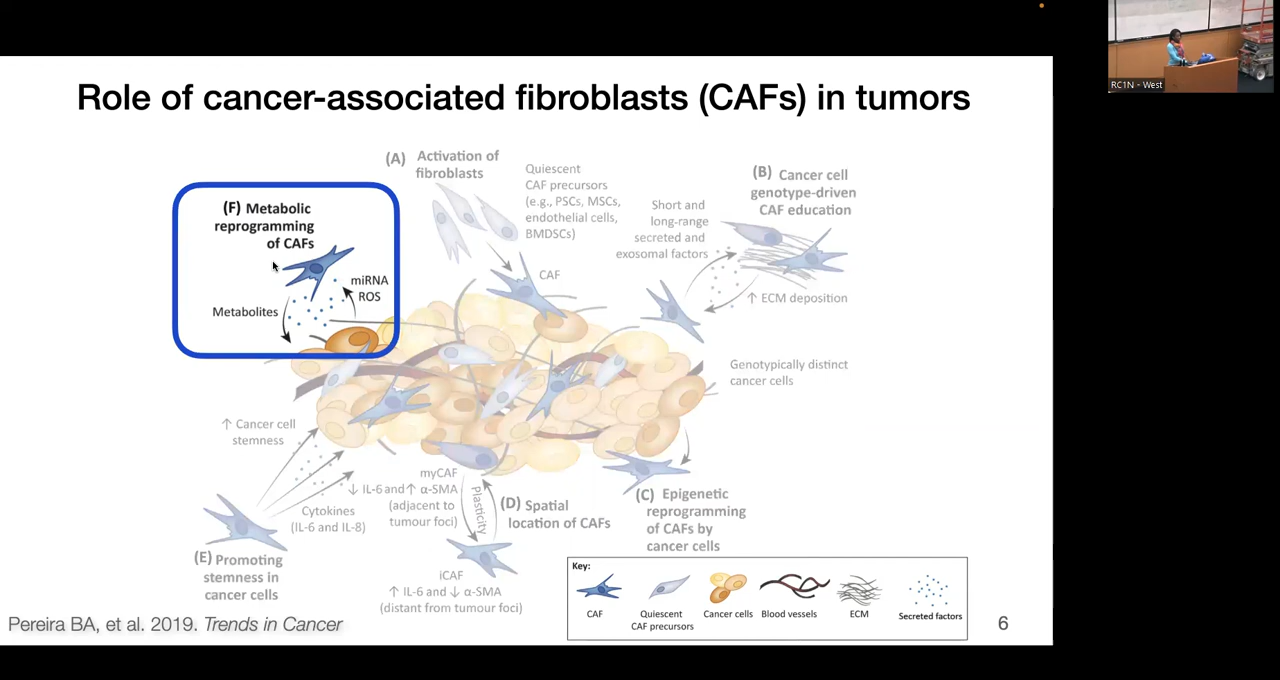 Role of cancer-associated fibroblasts (CAFs) in tumors
RC1N - West
(A) Activation of
fibroblasts
Quiescent
CAF precursors
(e.g., PSCs, MSCs,
endothelial cells,
BMDSCs)
CAF
(B) Cancer cell
genotype-driven
CAF education
Short and
long-range
secreted and
exosomal factors
↑ ECM deposition
Genotypically distinct
cancer cells
(F) Metabolic
reprogramming
of CAFs
miRNA
ROS
Metabolites
↑ Cancer cell
stemness
Cytokines
(IL-6 and IL-8)
(E) Promoting
stemness in
cancer cells
myCAF
↓ IL-6 and ↑ α-SMA
(adjacent to
tumour foci)
Plasticity
(D) Spatial
location of CAFs
iCAF
↑ IL-6 and ↓ α-SMA
(distant from tumour foci)
(C) Epigenetic
reprogramming
of CAFs by
cancer cells
Key:
CAF
Quiescent
CAF precursors
Cancer cells
Blood vessels
ECM
Secreted factors
Pereira BA, et al. 2019. Trends in Cancer
6